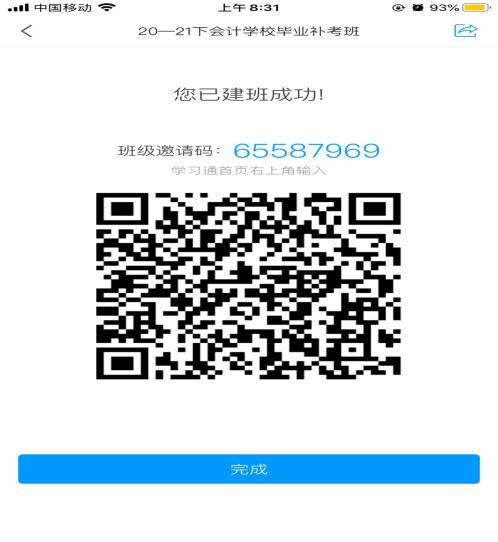 中国移动 上午 8:31 93%
20—21下会计学校毕业补考班
您已建班成功!
班级邀请码: 65587969
学习通首页右上角输入
完成